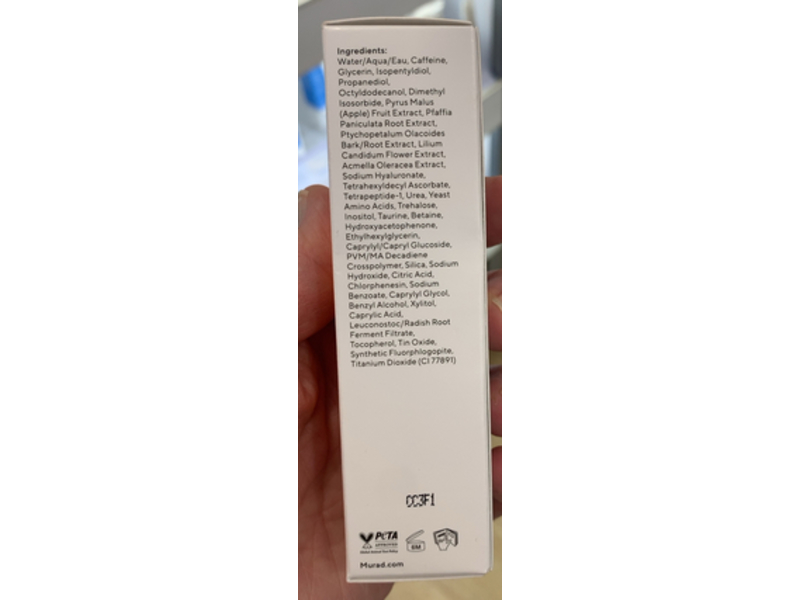 Ingredients:
Water/Aqua/Eau, Caffeine,
Glycerin, Isopentyldiol,
Propanediol,
Octyldodecanol, Dimethyl
Isosorbide, Pyrus Malus
(Apple) Fruit Extract, Pfaffia
Paniculata Root Extract,
Ptychopetalum Olacoides
Bark/Root Extract, Lilium
Candidum Flower Extract,
Acmella Oleracea Extract,
Sodium Hyaluronate,
Tetrahexyldecyl Ascorbate,
Tetrapeptide-1, Urea, Yeast
Amino Acids, Trehalose,
Inositol, Taurine, Betaine,
Hydroxyacetophenone,
Ethylhexylglycerin,
Caprylyl/Capryl Glucoside,
PVM/MA Decadiene
Crosspolymer, Silica, Sodium
Hydroxide, Citric Acid,
Chlorphenesin, Sodium
Benzoate, Caprylyl Glycol,
Benzyl Alcohol, Xylitol,
Caprylic Acid,
Leuconostoc/Radish Root
Ferment Filtrate,
Tocopherol, Tin Oxide,
Synthetic Fluorphlogopite,
Titanium Dioxide (CI 77891)
CC3F1
PETA
APPROVED
6M
Murad.com